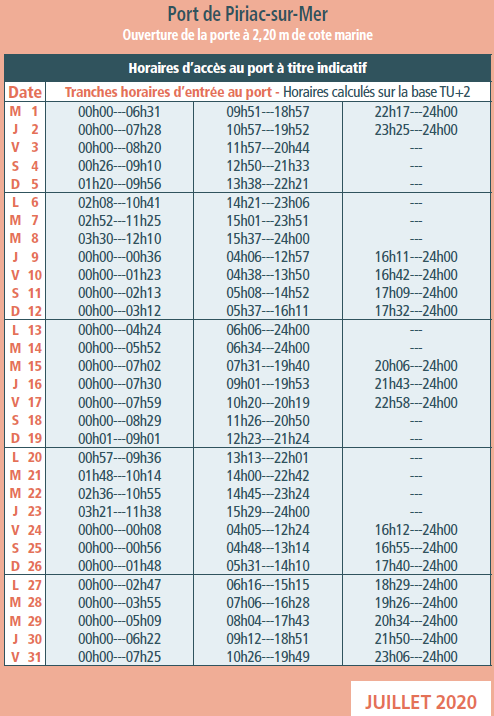 Port de Piriac-sur-Mer
Ouverture de la porte à 2,20 m de cote marine
Horaires d'accès au port à titre indicatif
Date Tranches horaires d'entrée au port - Horaires calculés sur la base TU+2
M 1 00h00---06h31 09h51---18h57 22h17---24h00
J 2 00h00---07h28 10h57---19h52 23h25---24h00
V 3 00h00---08h20 11h57---20h44 ---
S 4 00h26---09h10 12h50---21h33 ---
D 5 01h20---09h56 13h38---22h21 ---
L 6 02h08---10h41 14h21---23h06 ---
M 7 02h52---11h25 15h01---23h51 ---
M 8 03h30---12h10 15h37---24h00 ---
J 9 00h00---00h36 04h06---12h57 16h11---24h00
V 10 00h00---01h23 04h38---13h50 16h42---24h00
S 11 00h00---02h13 05h08---14h52 17h09---24h00
D 12 00h00---03h12 05h37---16h11 17h32---24h00
L 13 00h00---04h24 06h06---24h00 ---
M 14 00h00---05h52 06h34---24h00 ---
M 15 00h00---07h02 07h31---19h40 20h06---24h00
J 16 00h00---07h30 09h01---19h53 21h43---24h00
V 17 00h00---07h59 10h20---20h19 22h58---24h00
S 18 00h00---08h29 11h26---20h50 ---
D 19 00h01---09h01 12h23---21h24 ---
L 20 00h57---09h36 13h13---22h01 ---
M 21 01h48---10h14 14h00---22h42 ---
M 22 02h36---10h55 14h45---23h24 ---
J 23 03h21---11h38 15h29---24h00 ---
V 24 00h00---00h08 04h05---12h24 16h12---24h00
S 25 00h00---00h56 04h48---13h14 16h55---24h00
D 26 00h00---01h48 05h31---14h10 17h40---24h00
L 27 00h00---02h47 06h16---15h15 18h29---24h00
M 28 00h00---03h55 07h06---16h28 19h26---24h00
M 29 00h00---05h09 08h04---17h43 20h34---24h00
J 30 00h00---06h22 09h12---18h51 21h50---24h00
V 31 00h00---07h25 10h26---19h49 23h06---24h00
JUILLET 2020